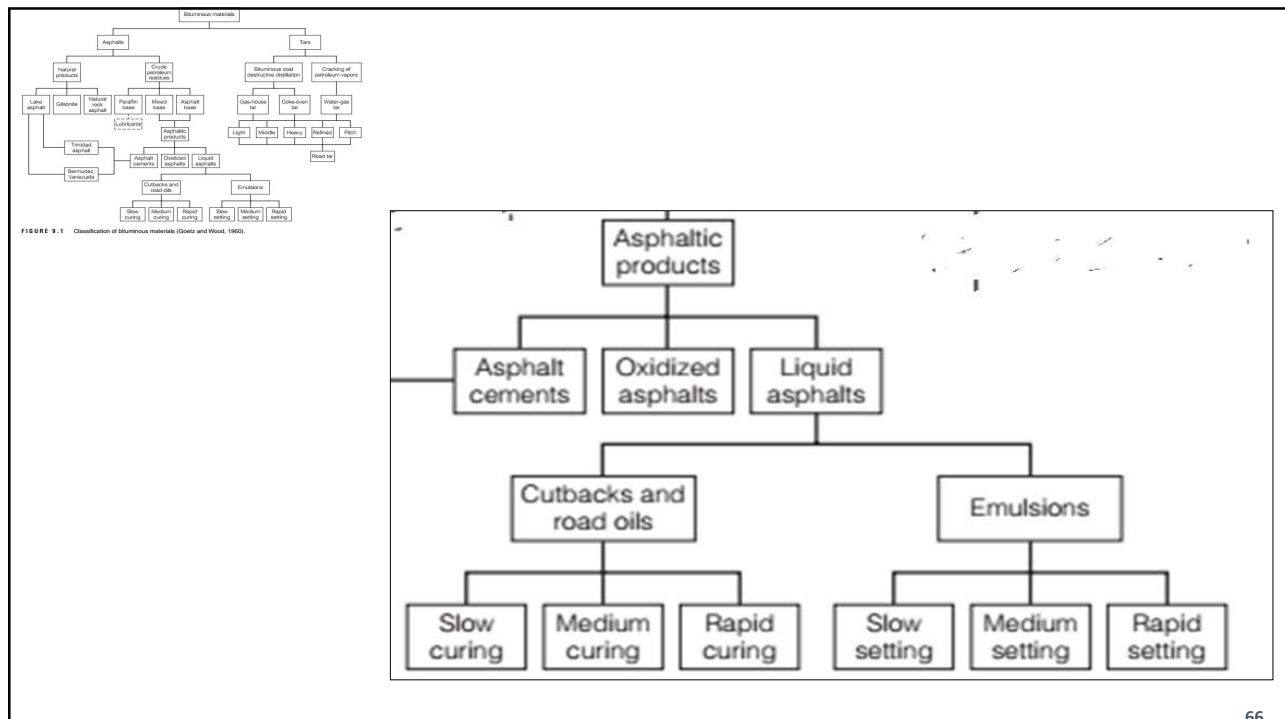 Bituminous materials
Asphalts
Tars
Natural
products
Crude
petroleum
residues
Bituminous coal
destructive distillation
Cracking of
petroleum vapors
Lake
asphalt
Gilsonite
Natural
rock
asphalt
Paraffin
base
Mixed
base
Asphalt
base
Gas-house
tar
Coke-oven
tar
Water-gas
tar
Lubricants
Light
Middle
Heavy
Refined
Pitch
Asphaltic
products
Road tar
Trinidad
asphalt
Bermudez,
Venezuela
Asphalt
cements
Oxidized
asphalts
Liquid
asphalts
Cutbacks and
road oils
Emulsions
Slow
curing
Medium
curing
Rapid
curing
Slow
setting
Medium
setting
Rapid
setting
FIGURE 9.1 Classification of bituminous materials (Goetz and Wood, 1960).
Asphaltic
products
Asphalt
cements
Oxidized
asphalts
Liquid
asphalts
Cutbacks and
road oils
Emulsions
Slow
curing
Medium
curing
Rapid
curing
Slow
setting
Medium
setting
Rapid
setting
66